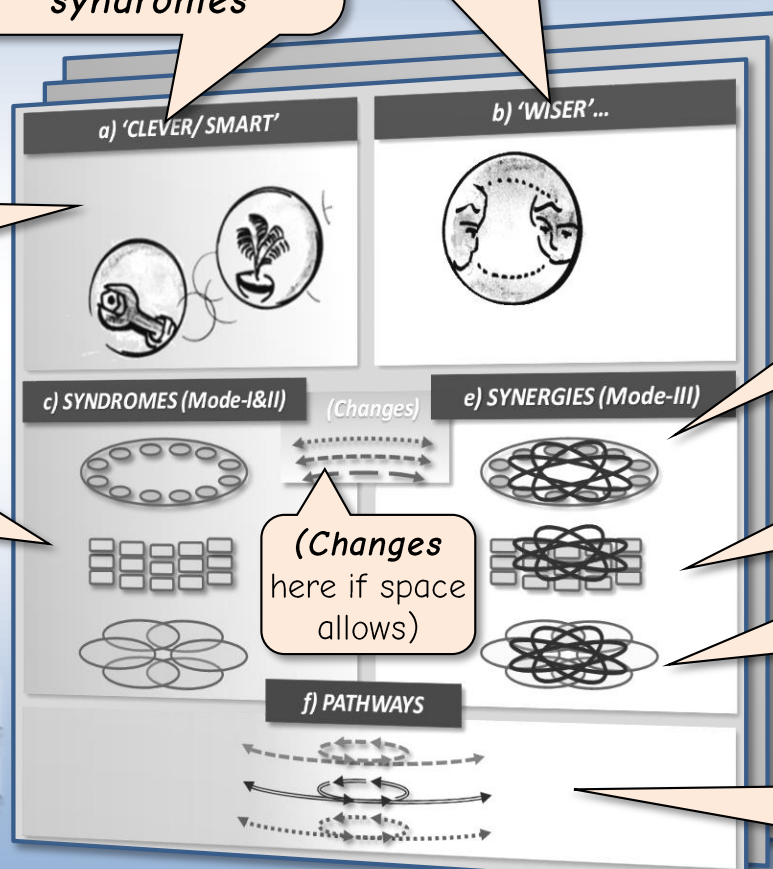 syndromes
a) ‘CLEVER/ SMART’
b) ‘WISER’...
c) SYNDROMES (Mode-I&II)
(Changes)
e) SYNERGIES (Mode-III)
(Changes
here if space
allows)
f) PATHWAYS